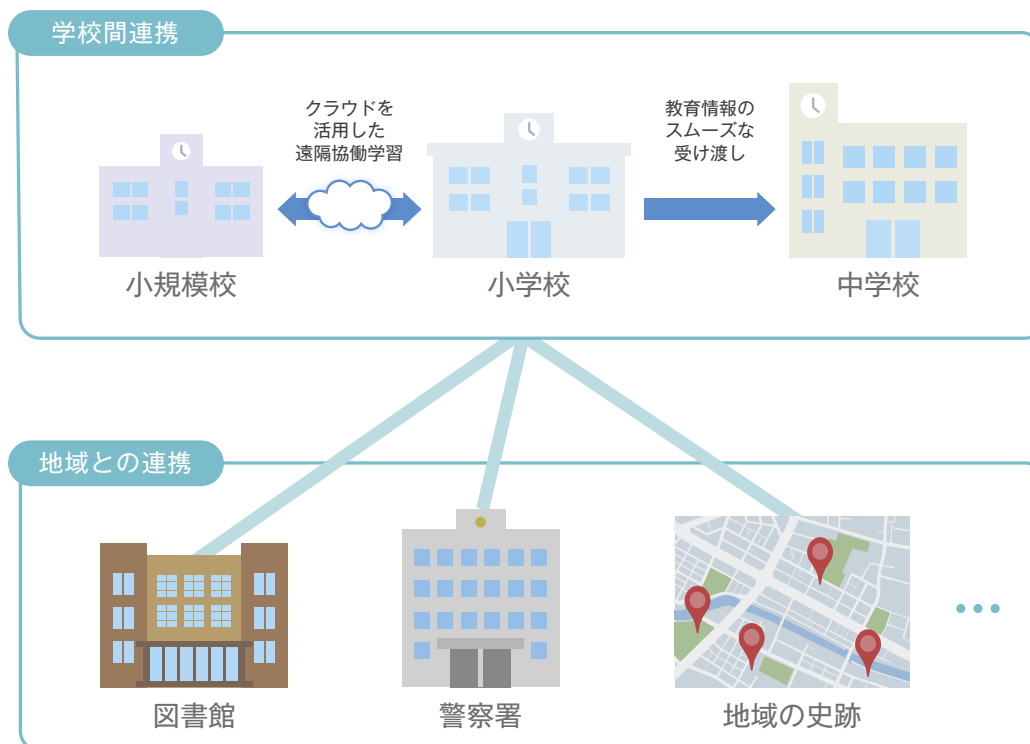 学校間連携
クラウドを
活用した
遠隔協働学習
教育情報の
スムーズな
受け渡し
小規模校
小学校
中学校
地域との連携
図書館
警察署
地域の史跡